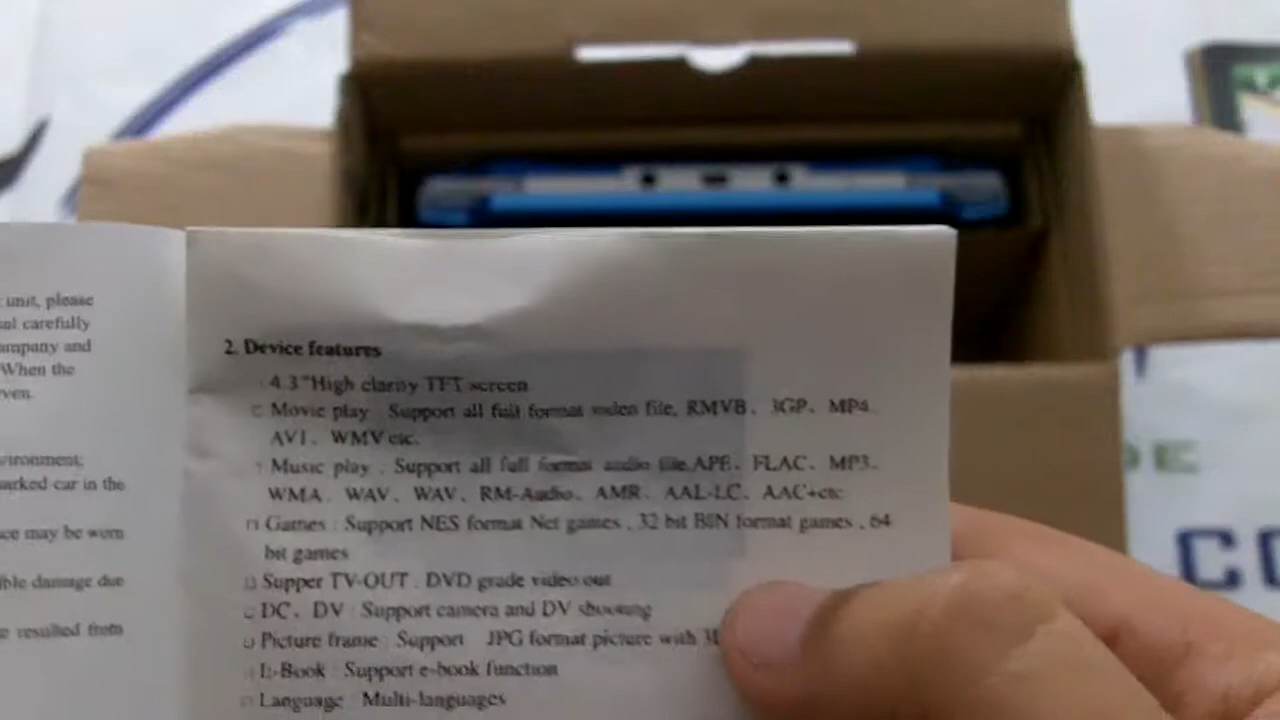 unit, please
carefully
and
When the
ven.
vironment;
arked car in the
ce may be worn
ible damage due
resulted from
2. Device features
4.3"High clarity TFT screen
Movie play : Support all full format video file, RMVB、 3GP、 MP4、
AVI、 WMV etc.
Music play : Support all full format audio file.APE、 FLAC、 MP3、
WMA、 WAV、 WAV、 RM-Audio、 AMR、 AAL-LC、 AAC+etc
Games : Support NES format Net games , 32 bit BIN format games , 64
bit games
Supper TV-OUT : DVD grade video out
DC、 DV : Support camera and DV shooting
Picture frame : Support JPG format picture with
E-Book : Support e-book function
Language : Multi-languages